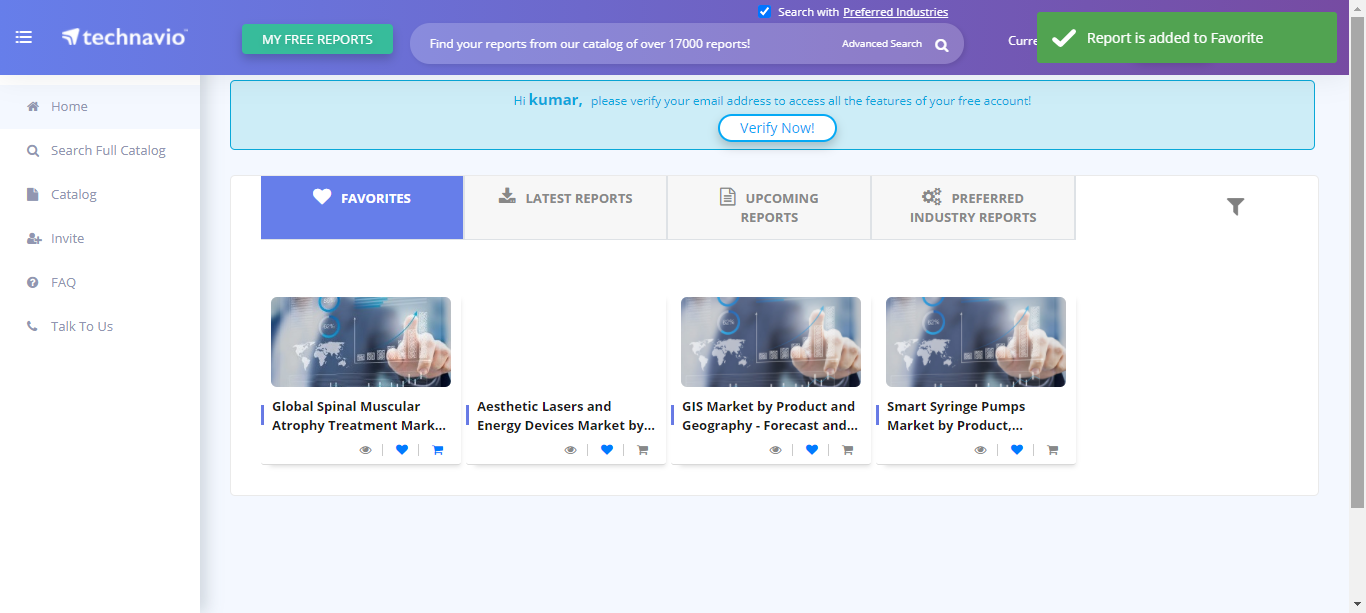 Search with Preferred Industries
technavio
MY FREE REPORTS
Find your reports from our catalog of over 17000 reports!
Advanced Search
Curre
Report is added to Favorite
Home
Search Full Catalog
Catalog
Invite
FAQ
Talk To Us
Hi kumar, please verify your email address to access all the features of your free account!
Verify Now!
FAVORITES
LATEST REPORTS
UPCOMING
REPORTS
PREFERRED
INDUSTRY REPORTS
Global Spinal Muscular
Atrophy Treatment Mark...
Aesthetic Lasers and
Energy Devices Market by...
GIS Market by Product and
Geography - Forecast and...
Smart Syringe Pumps
Market by Product,...